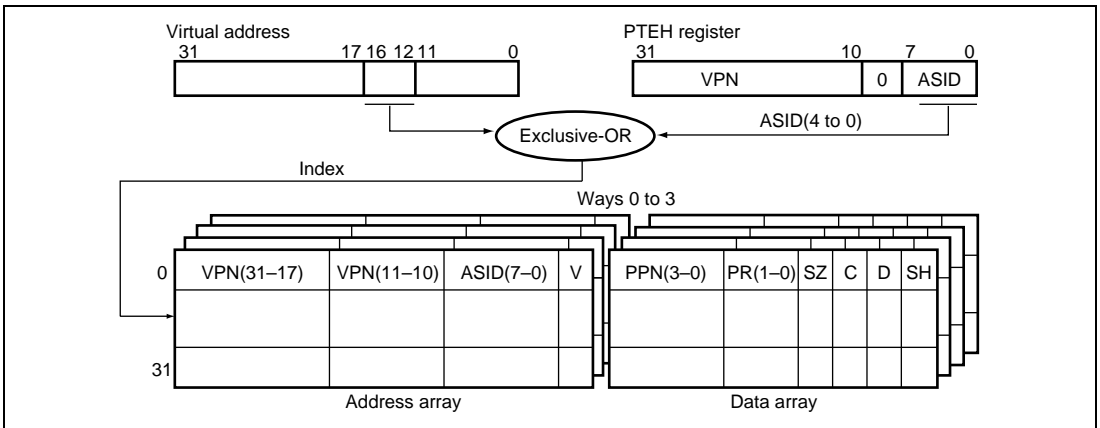 Virtual address
31 17 16 12 11 0
PTEH register
31 10 7 0
VPN 0 ASID
ASID(4 to 0)
Exclusive-OR
Index
Ways 0 to 3
0 VPN(31–17) VPN(11–10) ASID(7–0) V PPN(3–0) PR(1–0) SZ C D SH
31
Address array Data array